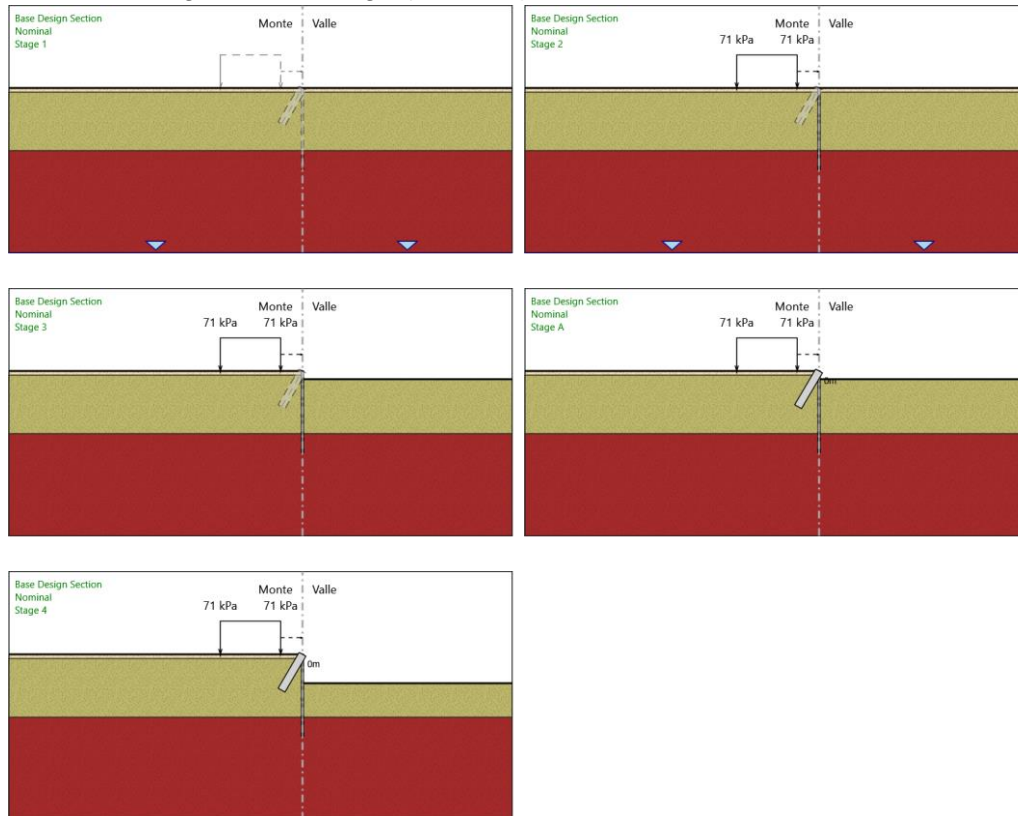 Base Design Section
Nominal
Stage 1
Monte Valle
Base Design Section
Nominal
Stage 2
Monte Valle
71 kPa 71 kPa
Base Design Section
Nominal
Stage 3
Monte Valle
71 kPa 71 kPa
Base Design Section
Nominal
Stage A
Monte Valle
71 kPa 71 kPa
0m
Base Design Section
Nominal
Stage 4
Monte Valle
71 kPa 71 kPa
0m